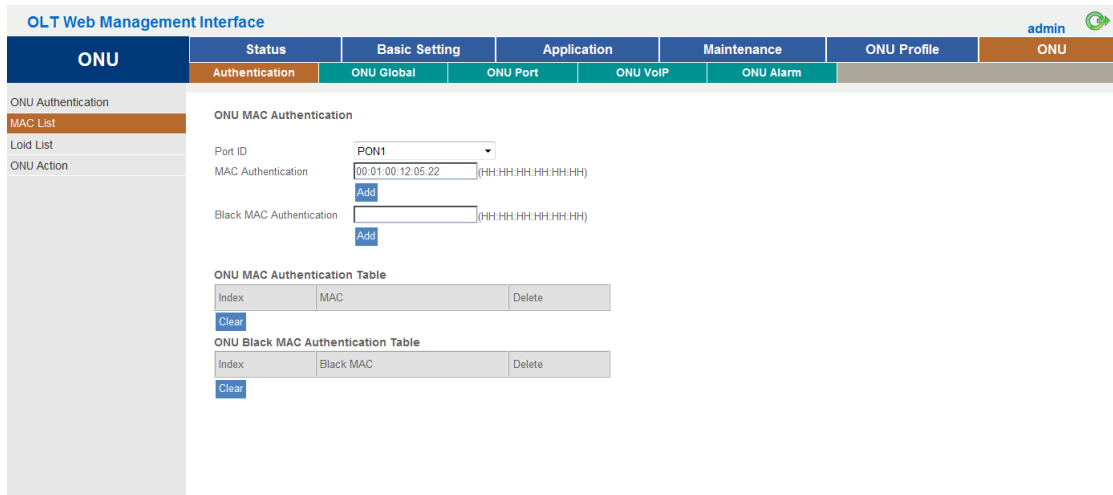 OLT Web Management Interface
admin
ONU
Status Basic Setting Application Maintenance ONU Profile ONU
Authentication ONU Global ONU Port ONU VoIP ONU Alarm
ONU Authentication
MAC List
Loid List
ONU Action
ONU MAC Authentication
Port ID PON1
MAC Authentication 00:01:00:12:05:22 (HH:HH:HH:HH:HH:HH)
Add
Black MAC Authentication (HH:HH:HH:HH:HH:HH)
Add
ONU MAC Authentication Table
Index MAC Delete
Clear
ONU Black MAC Authentication Table
Index Black MAC Delete
Clear